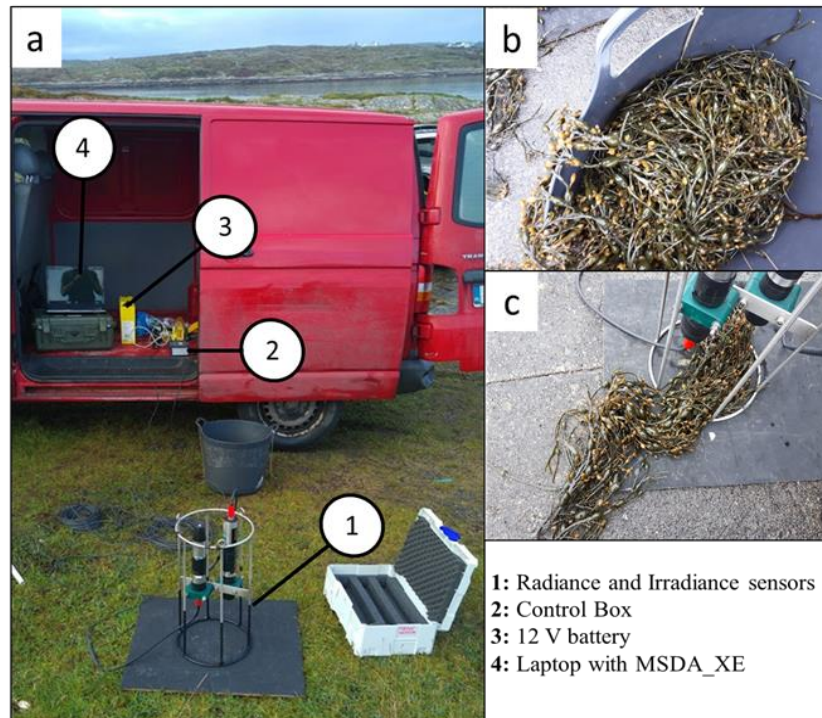 a
b
4
3
TRANS
2
c
1
1: Radiance and Irradiance sensors
2: Control Box
3: 12 V battery
4: Laptop with MSDA_XE